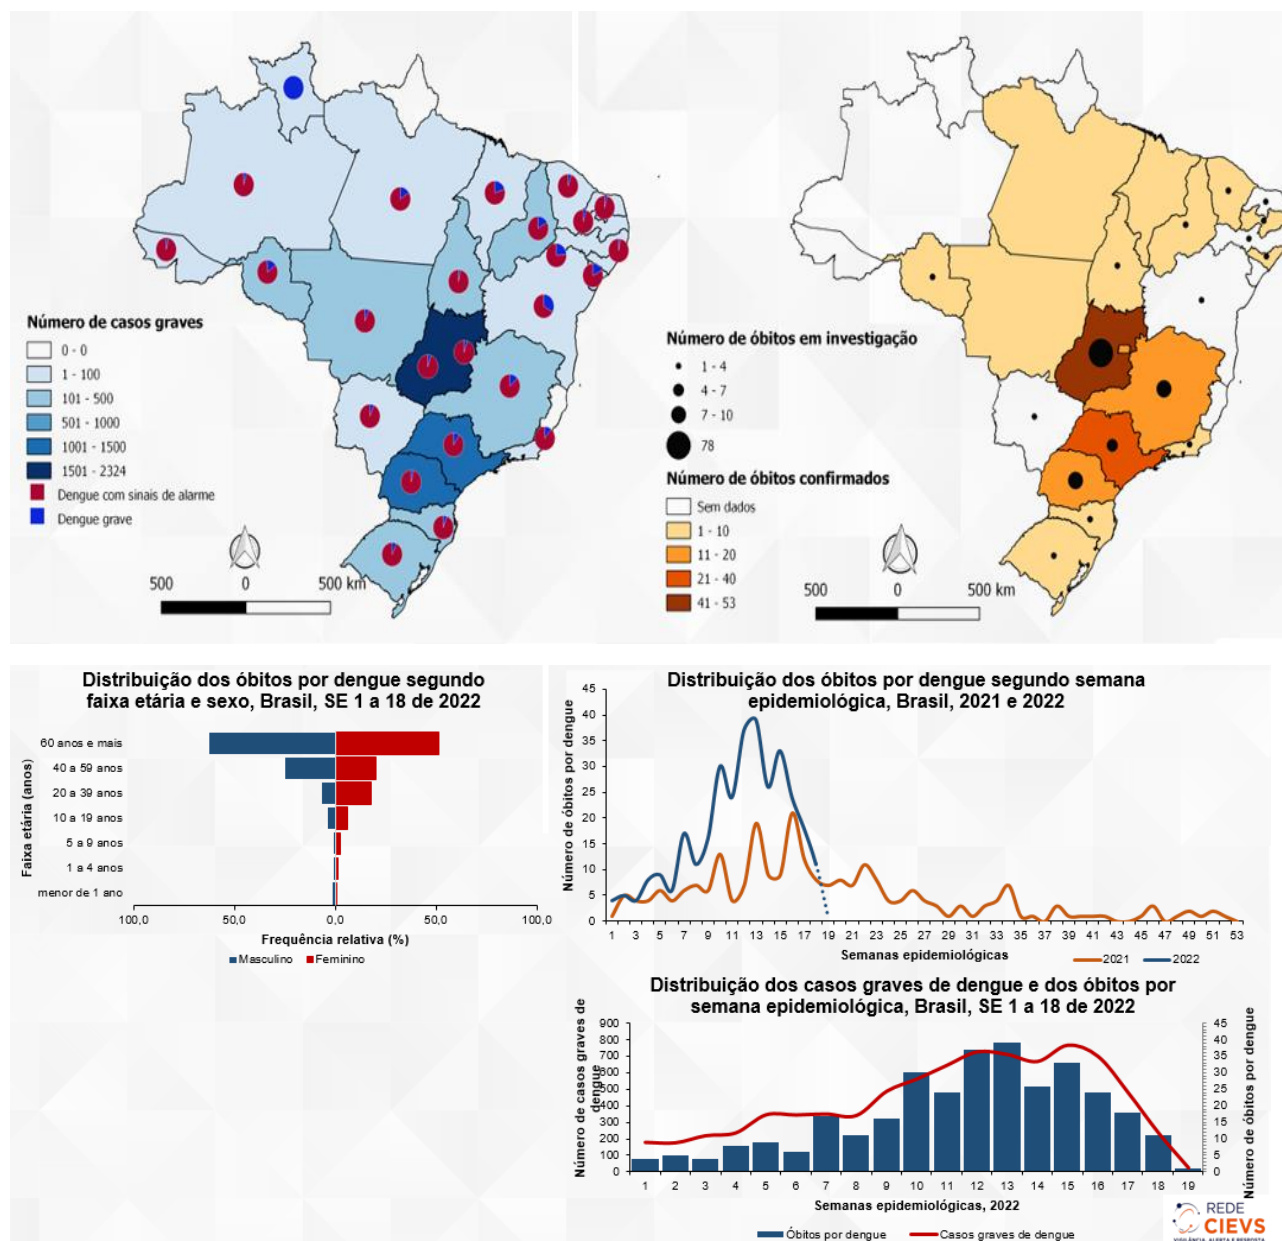 Número de casos graves
0 - 0
1 - 100
101 - 500
501 - 1000
1001 - 1500
1501 - 2324
Dengue com sinais de alarme
Dengue grave
500 0 500 km
Número de óbitos em investigação
1 - 4
4 - 7
7 - 10
78
Número de óbitos confirmados
Sem dados
1 - 10
11 - 20
21 - 40
41 - 53
500 0 500 km
Distribuição dos óbitos por dengue segundo
faixa etária e sexo, Brasil, SE 1 a 18 de 2022
Faixa etária (anos)
60 anos e mais
40 a 59 anos
20 a 39 anos
10 a 19 anos
5 a 9 anos
1 a 4 anos
menor de 1 ano
100,0 50,0 0,0 50,0 100,0
Frequência relativa (%)
Masculino Feminino
Distribuição dos óbitos por dengue segundo semana
epidemiológica, Brasil, 2021 e 2022
Número de óbitos por dengue
45
40
35
30
25
20
15
10
5
0
1 3 5 7 9 11 13 15 17 19 21 23 25 27 29 31 33 35 37 39 41 43 45 47 49 51 53
Semanas epidemiológicas
2021 2022
Distribuição dos casos graves de dengue e dos óbitos por
semana epidemiológica, Brasil, SE 1 a 18 de 2022
Número de casos graves de
dengue
900
800
700
600
500
400
300
200
100
0
45
40
35
30
25
20
15
10
5
0
Número de óbitos por dengue
1 2 3 4 5 6 7 8 9 10 11 12 13 14 15 16 17 18 19
Semanas epidemiológicas, 2022
Óbitos por dengue Casos graves de dengue
REDE
CIEVS
VIGILÂNCIA, ALERTA E RESPOSTA